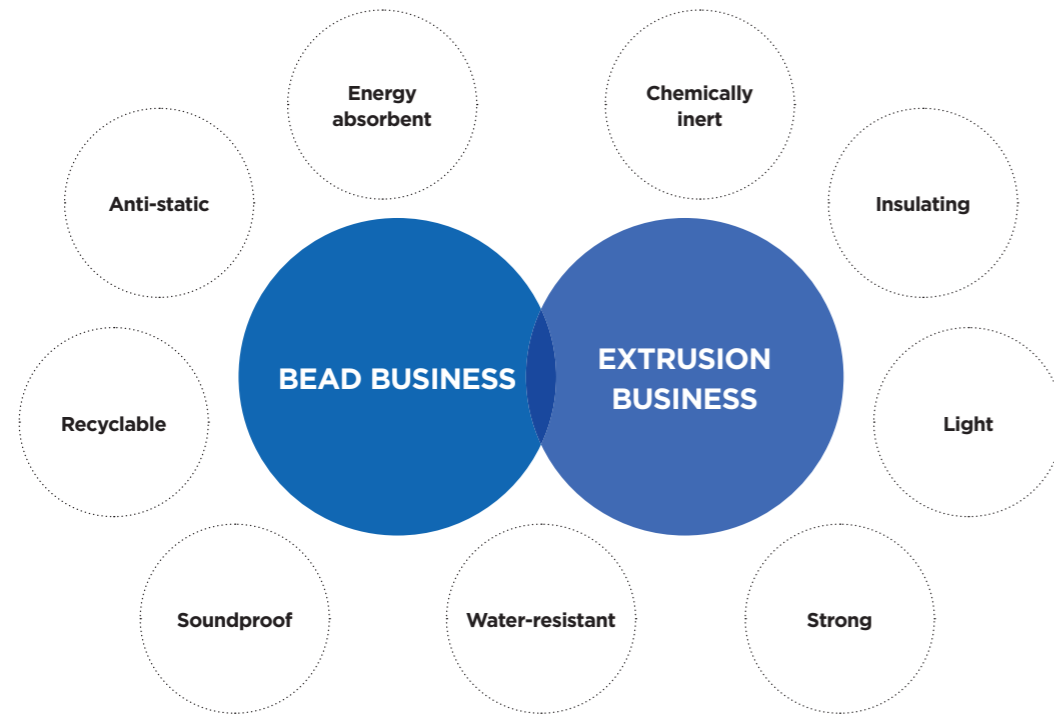 Energy
absorbent
Chemically
inert
Anti-static
Insulating
BEAD BUSINESS
EXTRUSION
BUSINESS
Recyclable
Light
Soundproof
Water-resistant
Strong